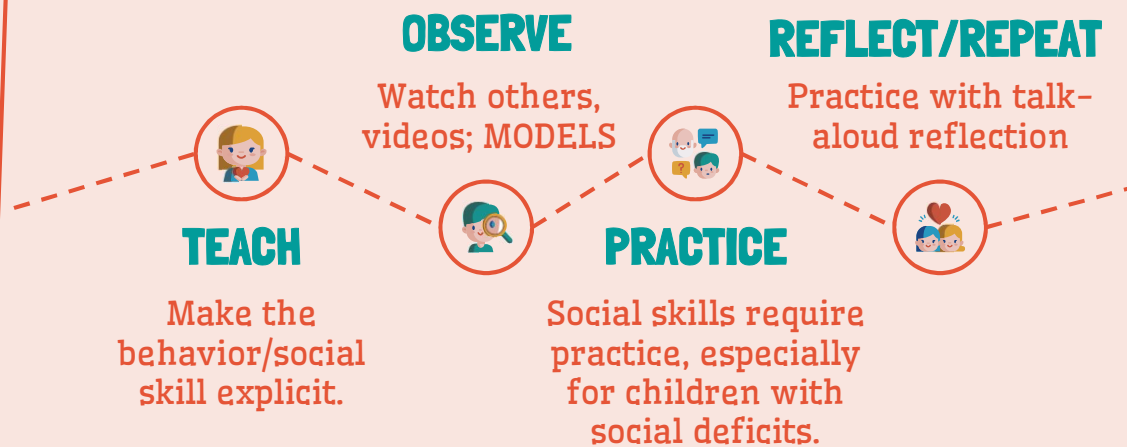 TEACH
Make the
behavior/social
skill explicit.
OBSERVE
Watch others,
videos; MODELS
PRACTICE
Social skills require
practice, especially
for children with
social deficits.
REFLECT/REPEAT
Practice with talk-
aloud reflection
?